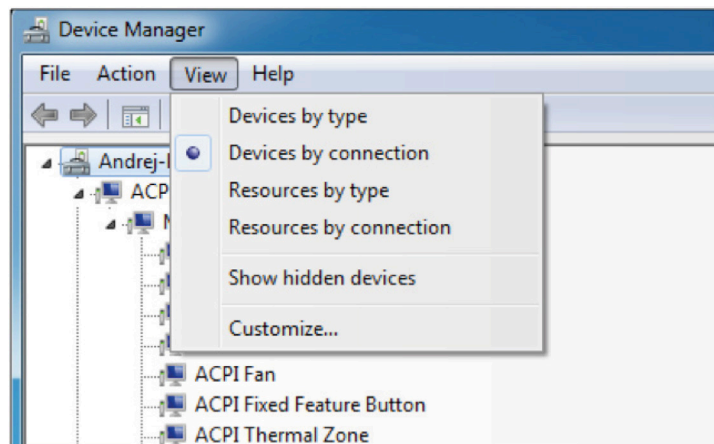 Device Manager
File Action View Help
Devices by type
Devices by connection
Resources by type
Resources by connection
Show hidden devices
Customize...
ACPI Fan
ACPI Fixed Feature Button
ACPI Thermal Zone